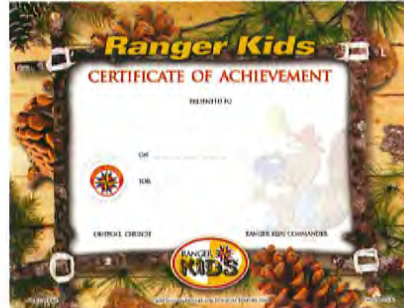 Ranger Kids
CERTIFICATE OF ACHIEVEMENT
PRESENTED TO
ON
FOR
OUTPOST, CHURCH
RANGER KIDS COMMANDER
RANGER
KIDS